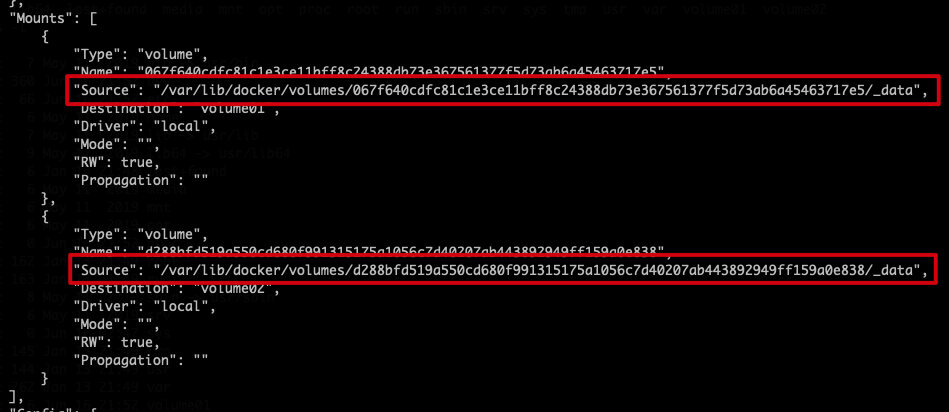 },
"Mounts": [
{
"Type": "volume",
"Name": "067f640cdfc81c1e3ce11bff8c24388db73e367561377f5d73ab6a45463717e5",
"Source": "/var/lib/docker/volumes/067f640cdfc81c1e3ce11bff8c24388db73e367561377f5d73ab6a45463717e5/_data",
"Destination": "volume01",
"Driver": "local",
"Mode": "",
"RW": true,
"Propagation": ""
},
{
"Type": "volume",
"Name": "d288bfd519a550cd680f991315175a1056c7d40207ab443892949ff159a0e838",
"Source": "/var/lib/docker/volumes/d288bfd519a550cd680f991315175a1056c7d40207ab443892949ff159a0e838/_data",
"Destination": "volume02",
"Driver": "local",
"Mode": "",
"RW": true,
"Propagation": ""
}
],
"Config": {